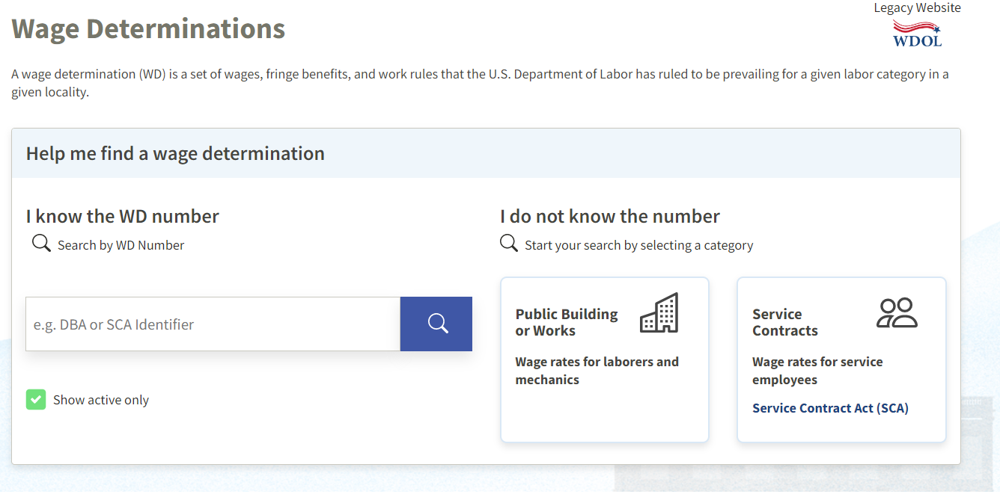 Legacy Website
WDOL
Wage Determinations
A wage determination (WD) is a set of wages, fringe benefits, and work rules that the U.S. Department of Labor has ruled to be prevailing for a given labor category in a
given locality.
Help me find a wage determination
I know the WD number
Search by WD Number
e.g. DBA or SCA Identifier
Show active only
I do not know the number
Start your search by selecting a category
Public Building
or Works
Wage rates for laborers and
mechanics
Service
Contracts
Wage rates for service
employees
Service Contract Act (SCA)